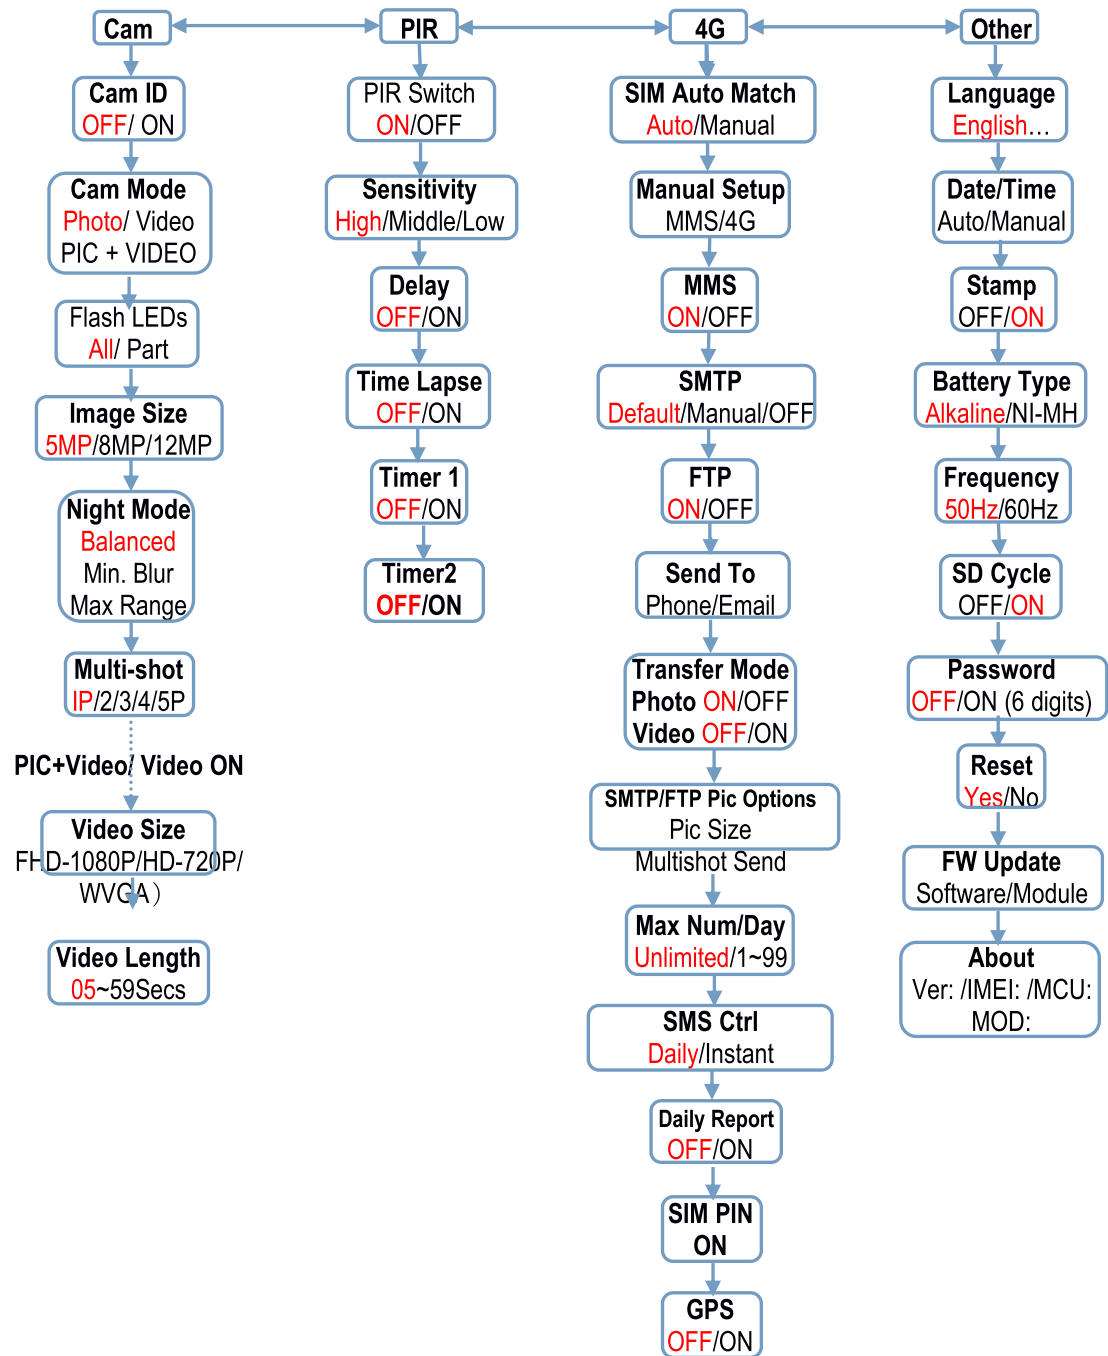 Cam
Cam ID
OFF/ ON
Cam Mode
Photo/ Video
PIC + VIDEO
Flash LEDs
All/ Part
Image Size
5MP/8MP/12MP
Night Mode
Balanced
Min. Blur
Max Range
Multi-shot
IP/2/3/4/5P
PIC+Video/ Video ON
Video Size
FHD-1080P/HD-720P/
WVGA）
Video Length
05~59Secs
PIR
PIR Switch
ON/OFF
Sensitivity
High/Middle/Low
Delay
OFF/ON
Time Lapse
OFF/ON
Timer 1
OFF/ON
Timer2
OFF/ON
4G
SIM Auto Match
Auto/Manual
Manual Setup
MMS/4G
MMS
ON/OFF
SMTP
Default/Manual/OFF
FTP
ON/OFF
Send To
Phone/Email
Transfer Mode
Photo ON/OFF
Video OFF/ON
SMTP/FTP Pic Options
Pic Size
Multishot Send
Max Num/Day
Unlimited/1~99
SMS Ctrl
Daily/Instant
Daily Report
OFF/ON
SIM PIN
ON
GPS
OFF/ON
Other
Language
English...
Date/Time
Auto/Manual
Stamp
OFF/ON
Battery Type
Alkaline/NI-MH
Frequency
50Hz/60Hz
SD Cycle
OFF/ON
Password
OFF/ON (6 digits)
Reset
Yes/No
FW Update
Software/Module
About
Ver: /IMEI: /MCU:
MOD: